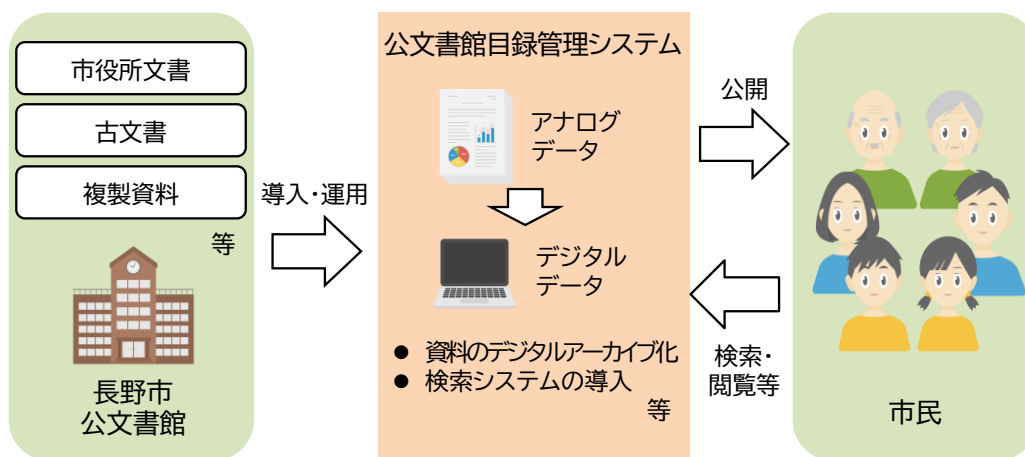 市役所文書
古文書
複製資料
等
長野市
公文書館
導入・運用
公文書館目録管理システム
アナログ
データ
デジタル
データ
● 資料のデジタルアーカイブ化
● 検索システムの導入
等
公開
検索・
閲覧等
市民